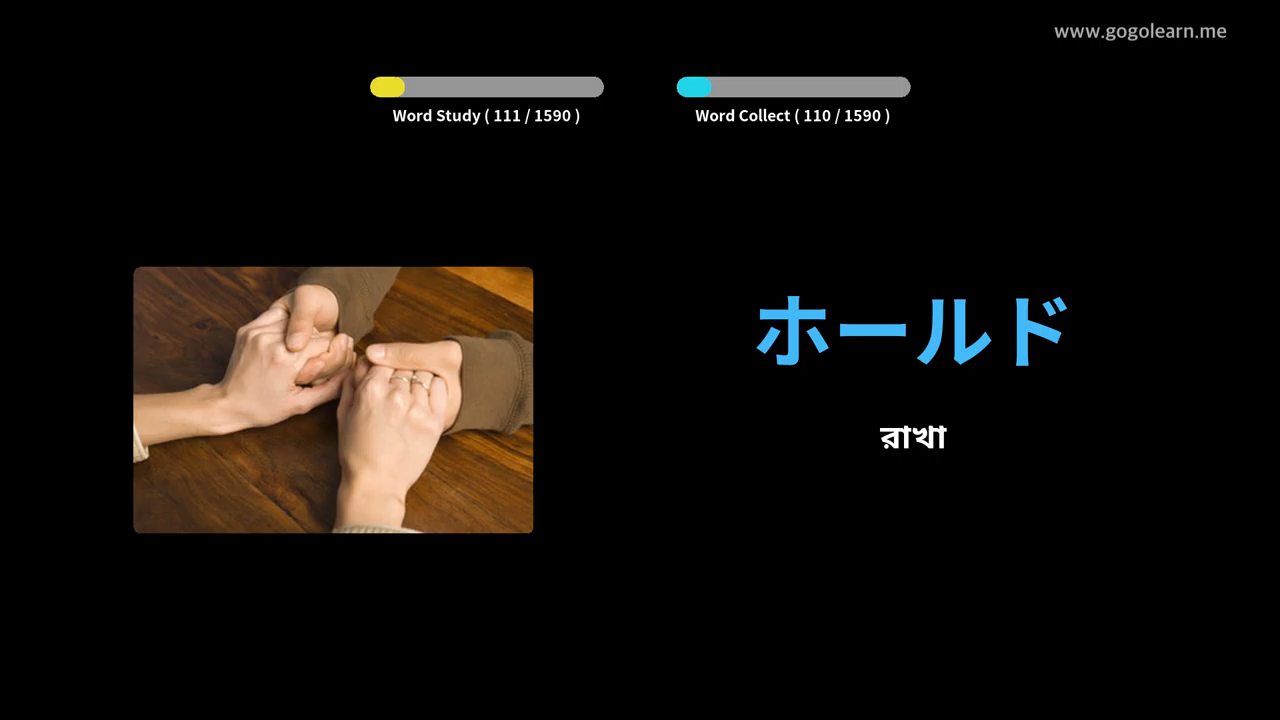 www.gogolearn.me
Word Study ( 111 / 1590 )
Word Collect ( 110 / 1590 )
ホールド
রাখা